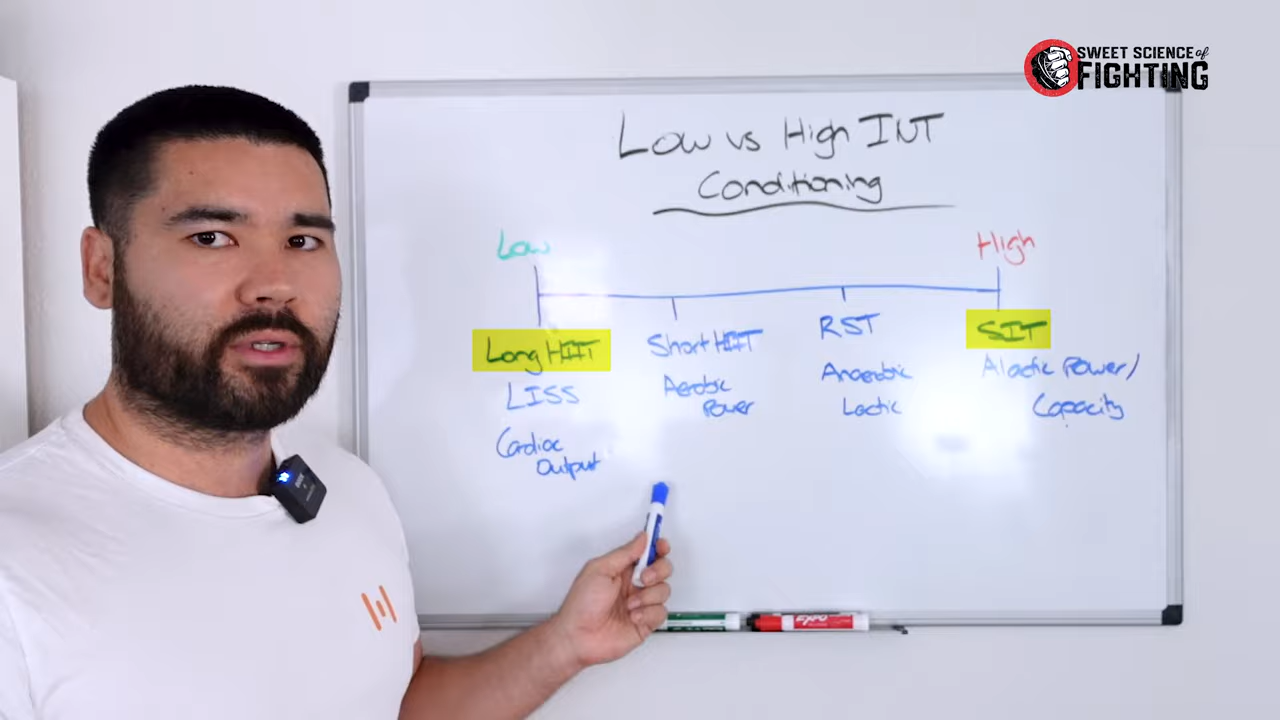 SWEET SCIENCE of
FIGHTING
Low vs High INT
Conditioning
Low
High
Long HIIT
LISS
Cardiac
Output
Short HIIT
Aerobic
Power
RST
Anaerobic
Lactic
SIT
Alactic Power/
Capacity
EXPO